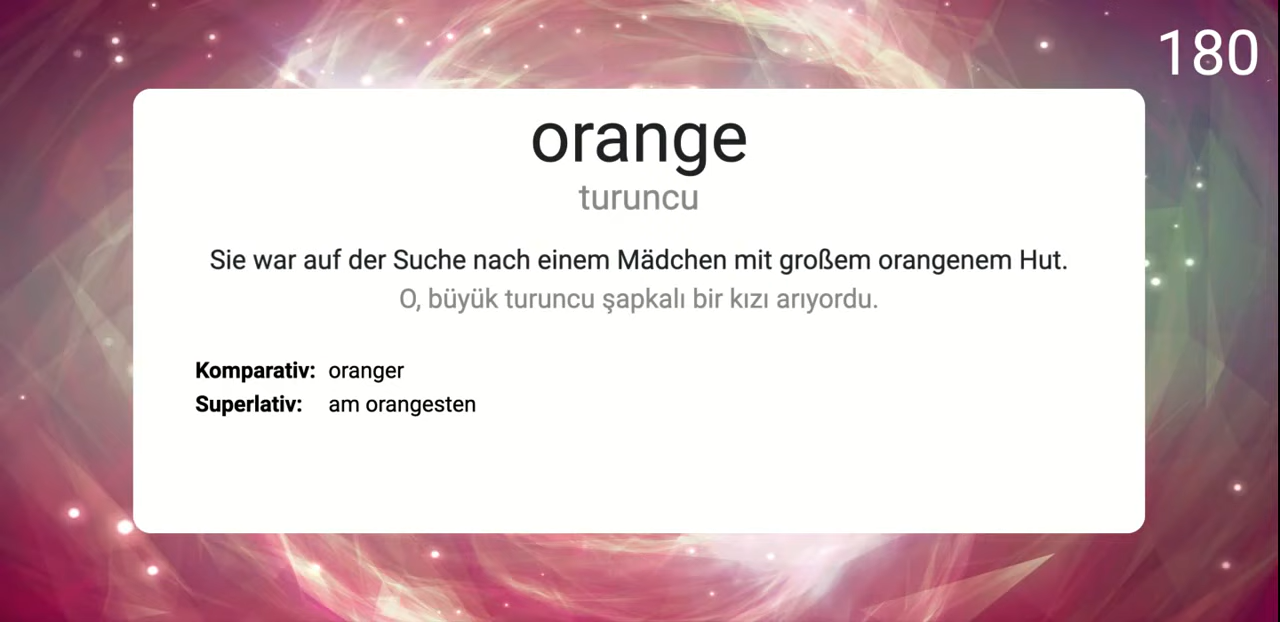 180
orange
turuncu
Sie war auf der Suche nach einem Mädchen mit großem orangenem Hut.
O, büyük turuncu şapkalı bir kızı arıyordu.
Komparativ: oranger
Superlativ: am orangesten